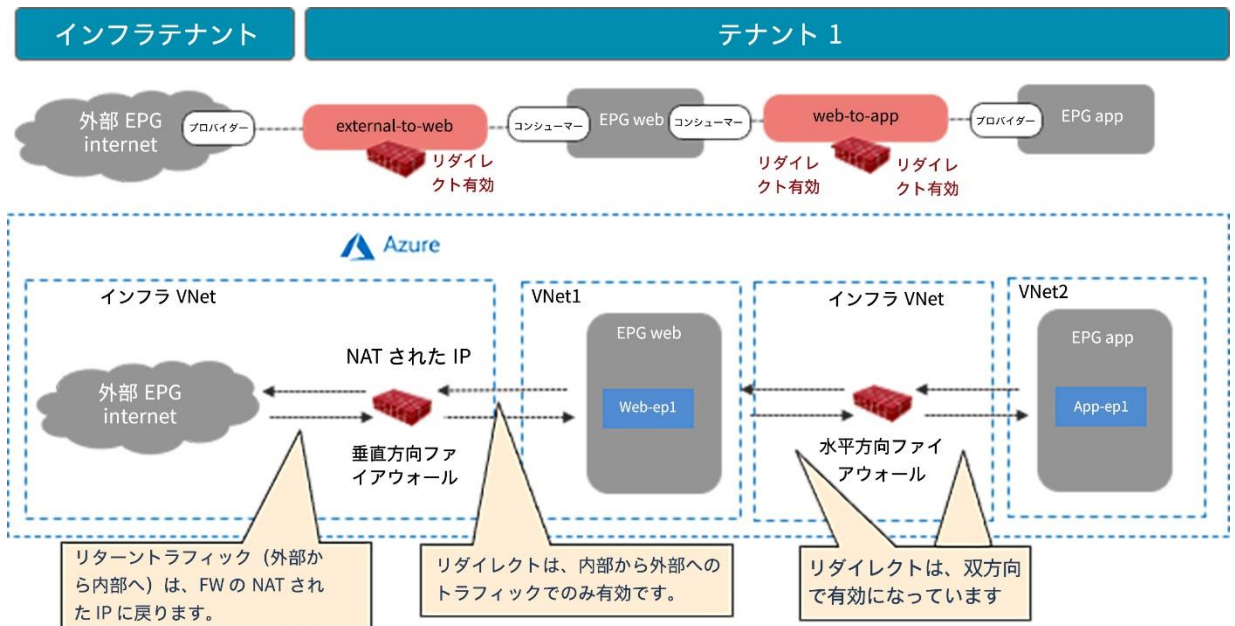 インフラテナント
テナント 1
外部 EPG
internet
プロバイダー
external-to-web
リダイレ
クト有効
コンシューマー
EPG web
コンシューマー
web-to-app
リダイレ
クト有効
リダイレ
クト有効
プロバイダー
EPG app
Azure
インフラ VNet
VNet1
インフラ VNet
VNet2
外部 EPG
internet
NAT された IP
垂直方向ファ
イアウォール
EPG web
Web-ep1
水平方向ファイ
アウォール
EPG app
App-ep1
リターントラフィック（外部か
ら内部へ）は、FW の NAT され
た IP に戻ります。
リダイレクトは、内部から外部への
トラフィックでのみ有効です。
リダイレクトは、双方向
で有効になっています